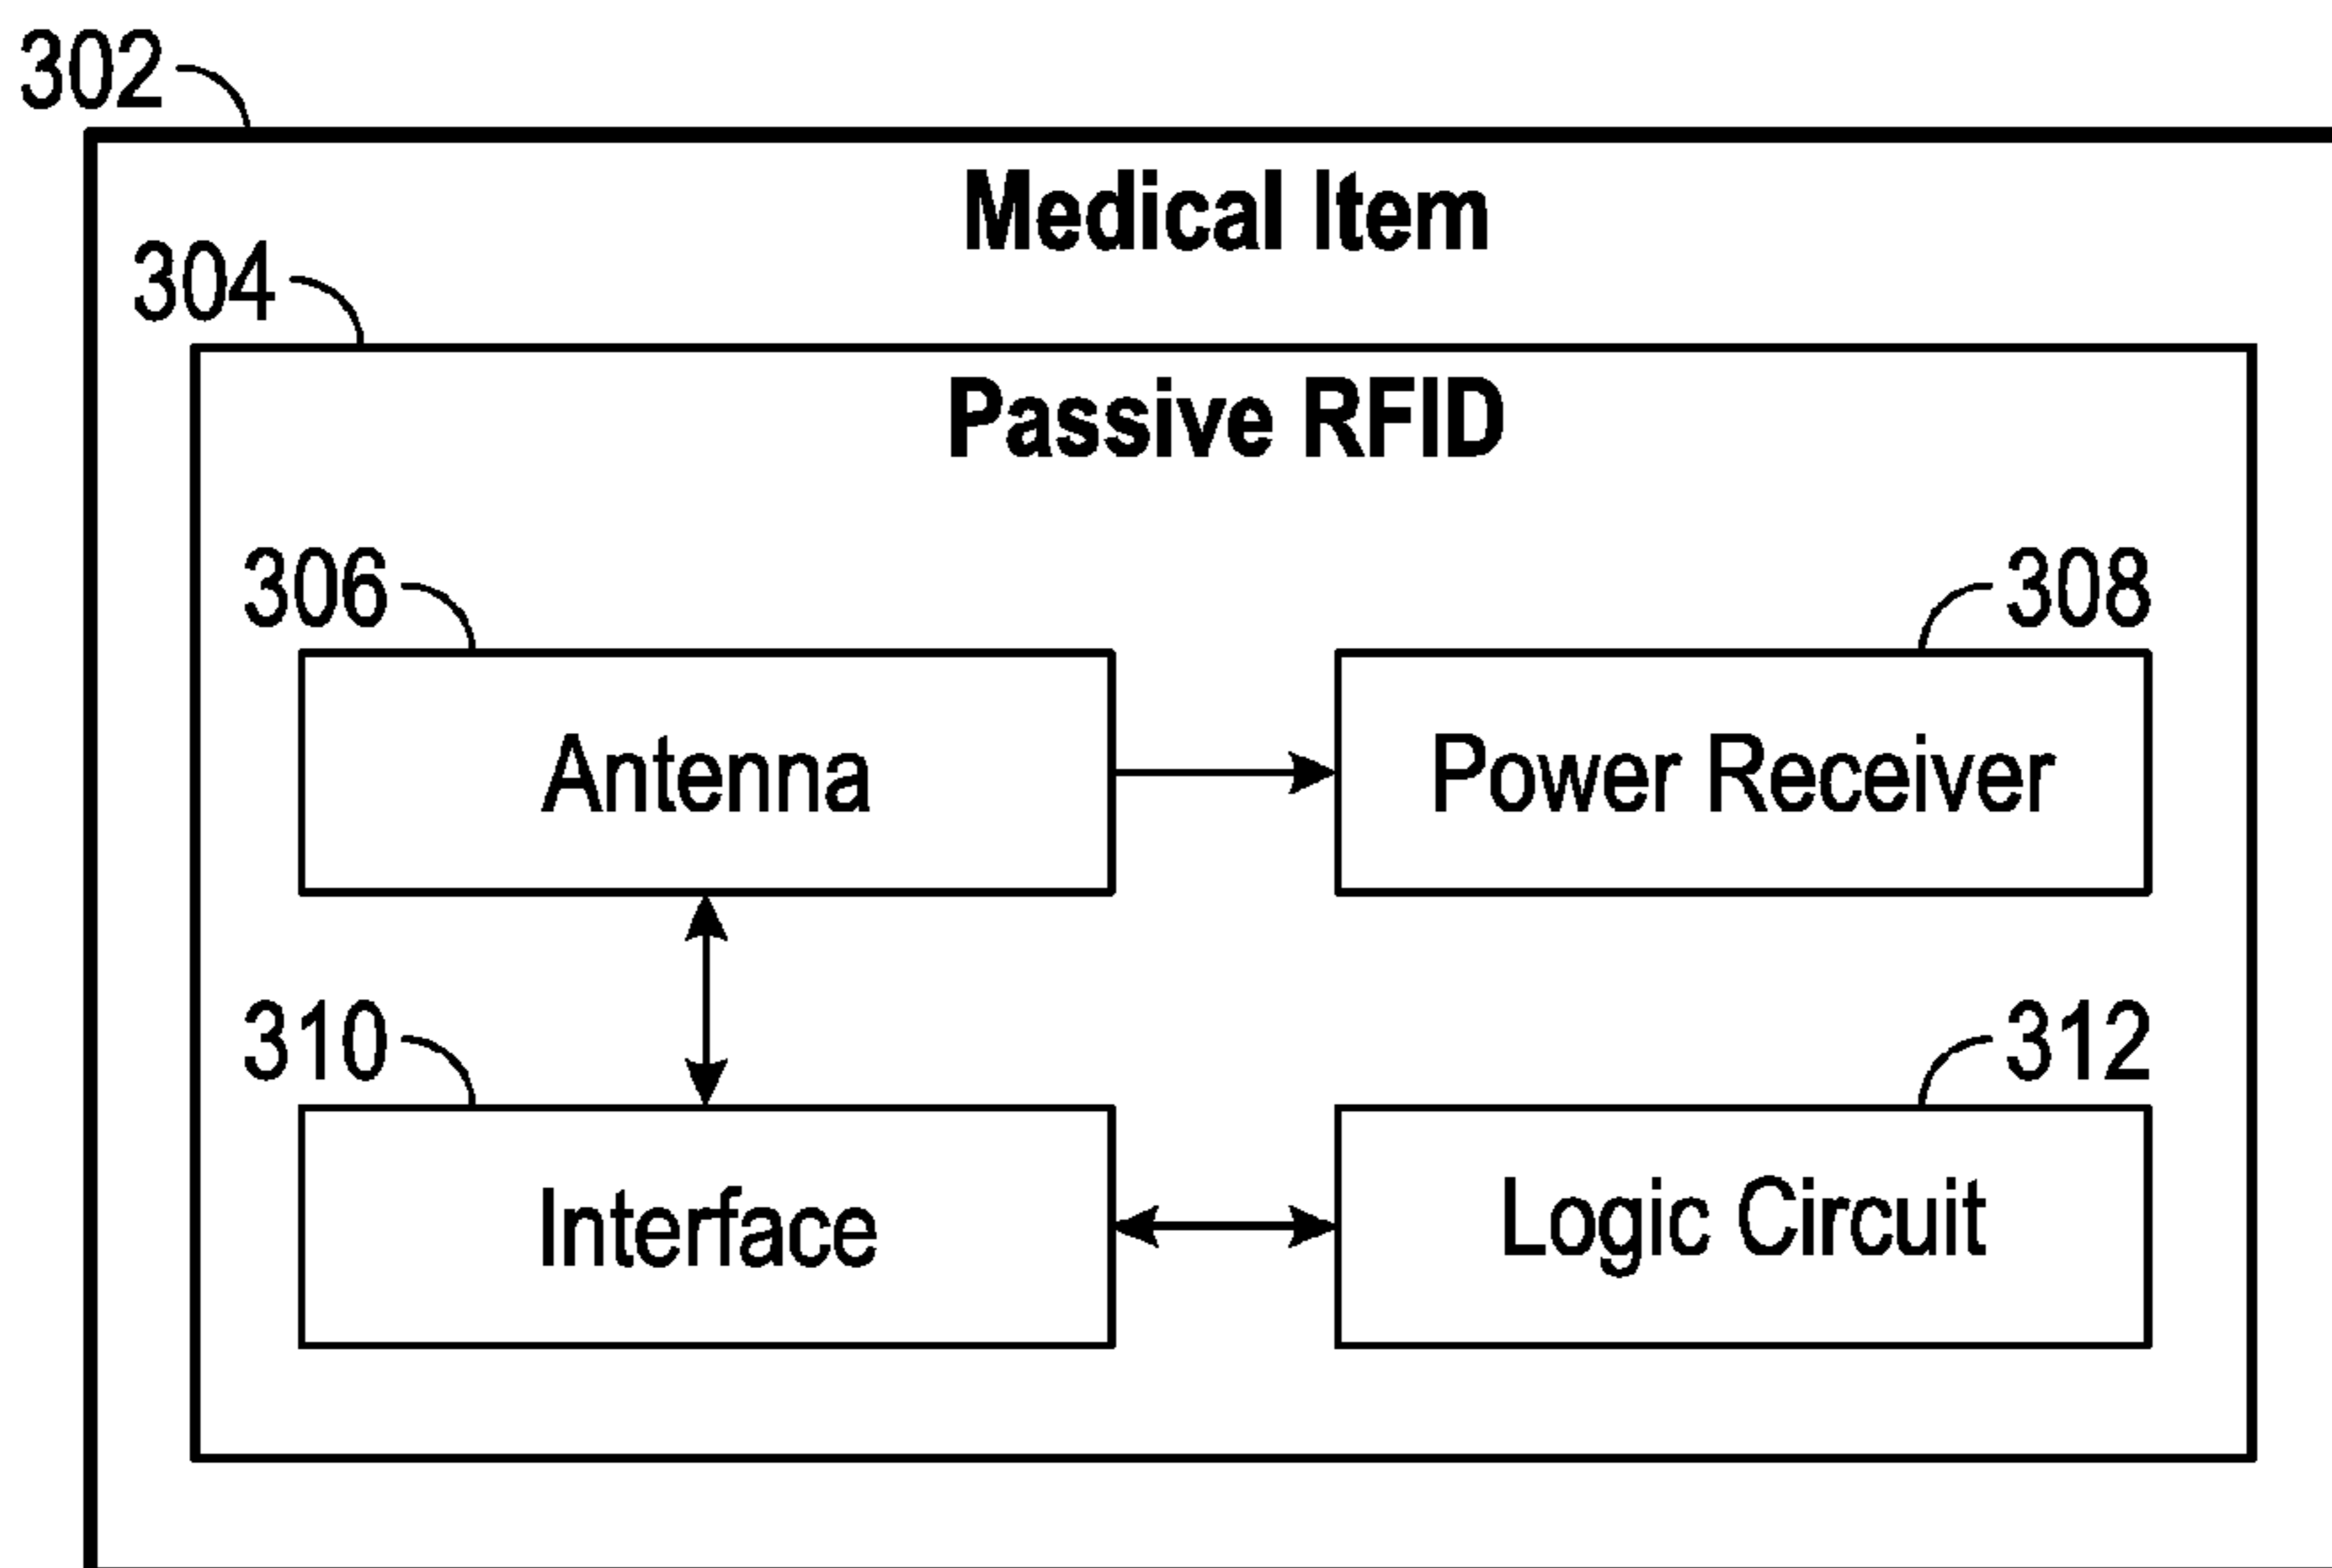 302
Medical Item
304
Passive RFID
306
308
Antenna
Power Receiver
310
312
Interface
Logic Circuit